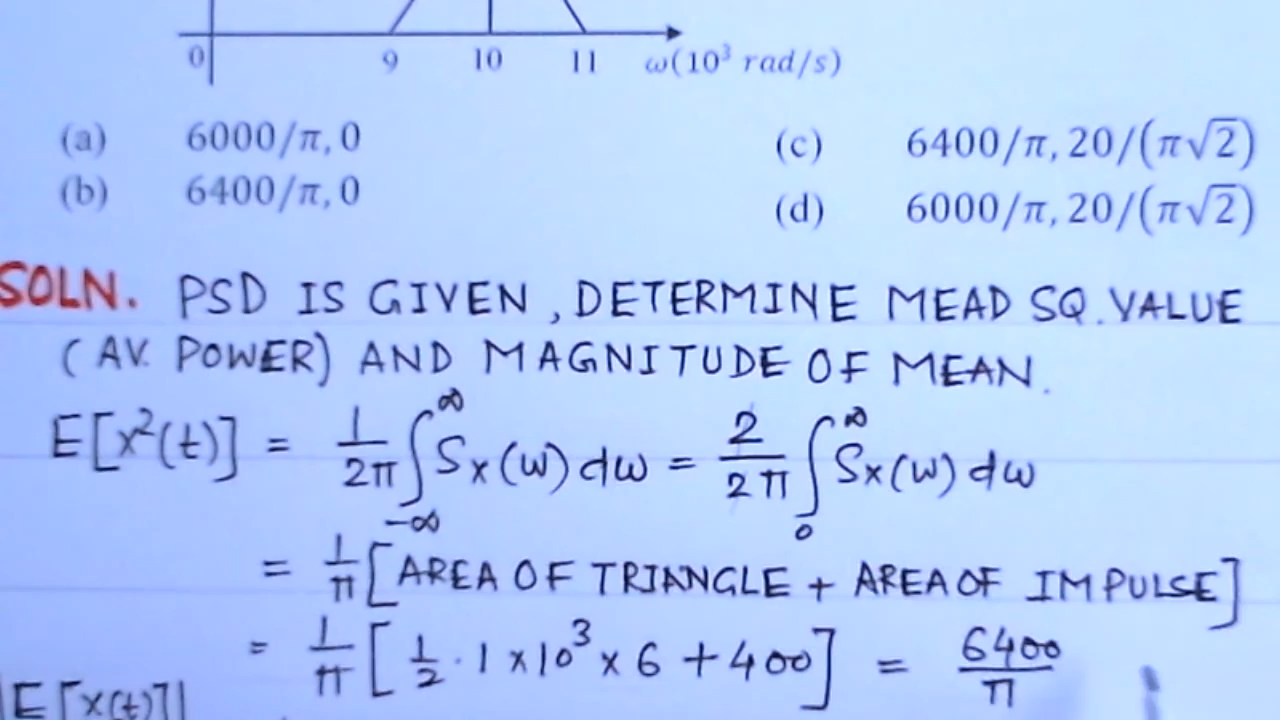 0 9 10 11 ω(10³ rad/s)
(a) 6000/π, 0 (c) 6400/π, 20/(π√2)
(b) 6400/π, 0 (d) 6000/π, 20/(π√2)
SOLN. PSD IS GIVEN, DETERMINE MEAD SQ. VALUE
(AV. POWER) AND MAGNITUDE OF MEAN.
E[x²(t)] = 1/2π ∫_{-∞}^{∞} Sx(ω) dω = 2/2π ∫_{0}^{∞} Sx(ω) dω
= 1/π [AREA OF TRIANGLE + AREA OF IMPULSE]
= 1/π [1/2 · 1 × 10³ × 6 + 400] = 6400/π
|E[x(t)]|